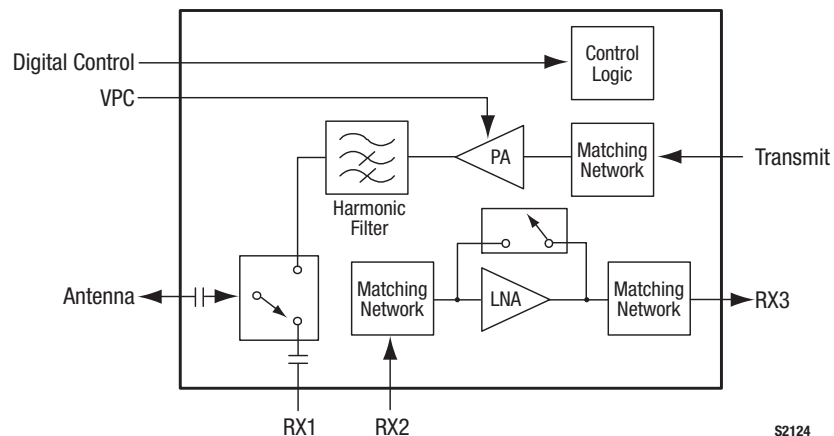 Digital Control
Control
Logic
VPC
PA
Matching
Network
Transmit
Harmonic
Filter
Antenna
Matching
Network
LNA
Matching
Network
RX3
RX1
RX2
S2124